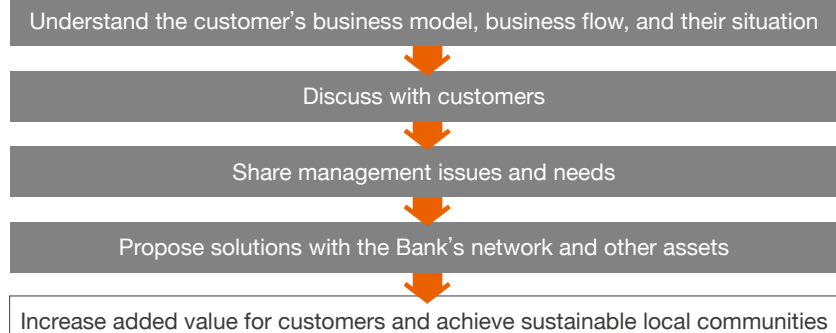 Understand the customer’s business model, business flow, and their situation
Discuss with customers
Share management issues and needs
Propose solutions with the Bank’s network and other assets
Increase added value for customers and achieve sustainable local communities